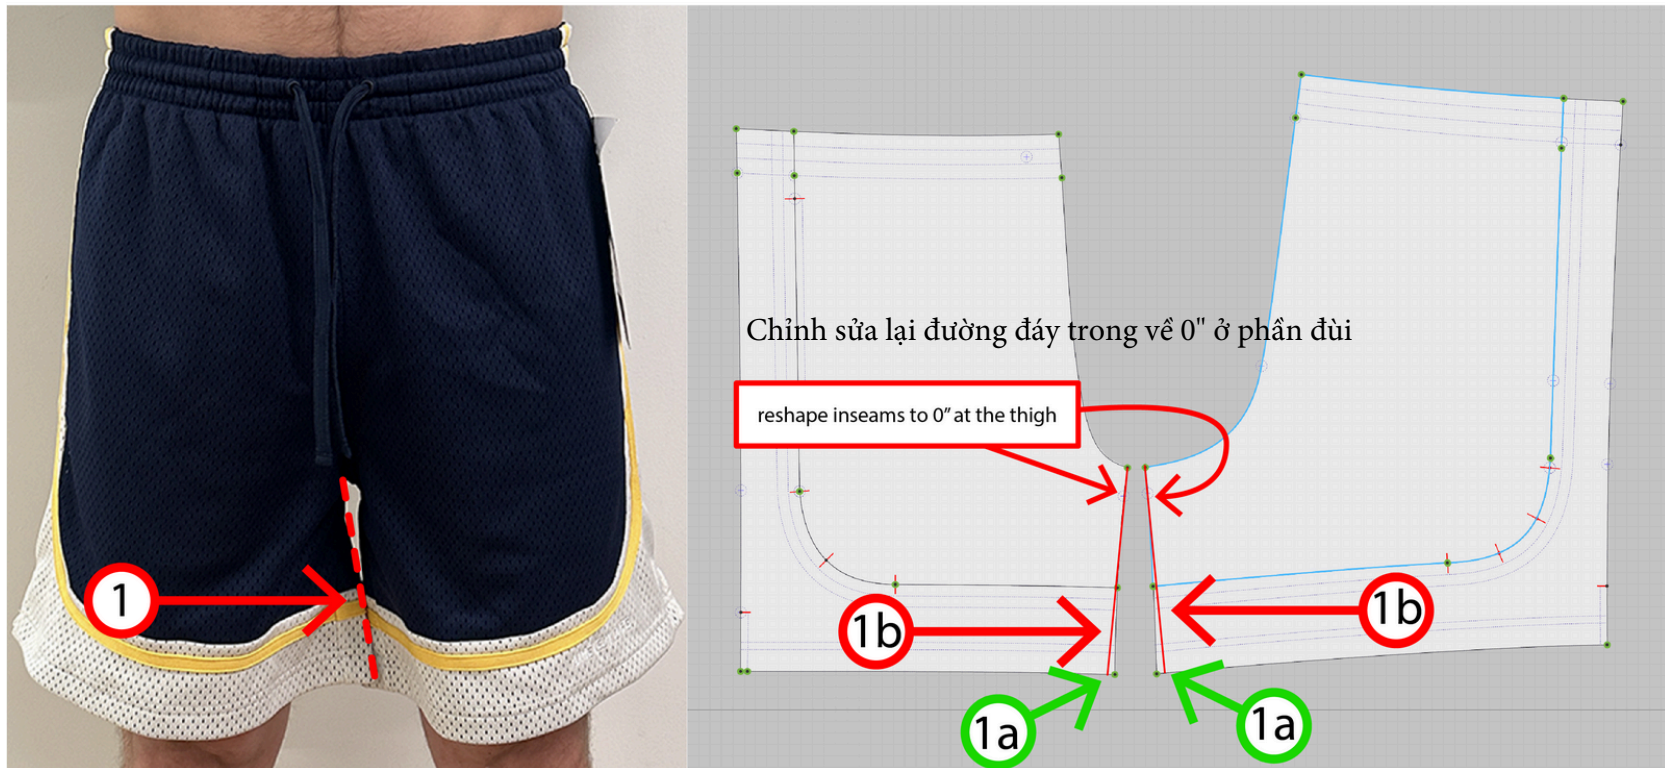 Chỉnh sửa lại đường đáy trong về 0" ở phần đùi
reshape inseams to 0” at the thigh
1
1b
1b
1a
1a